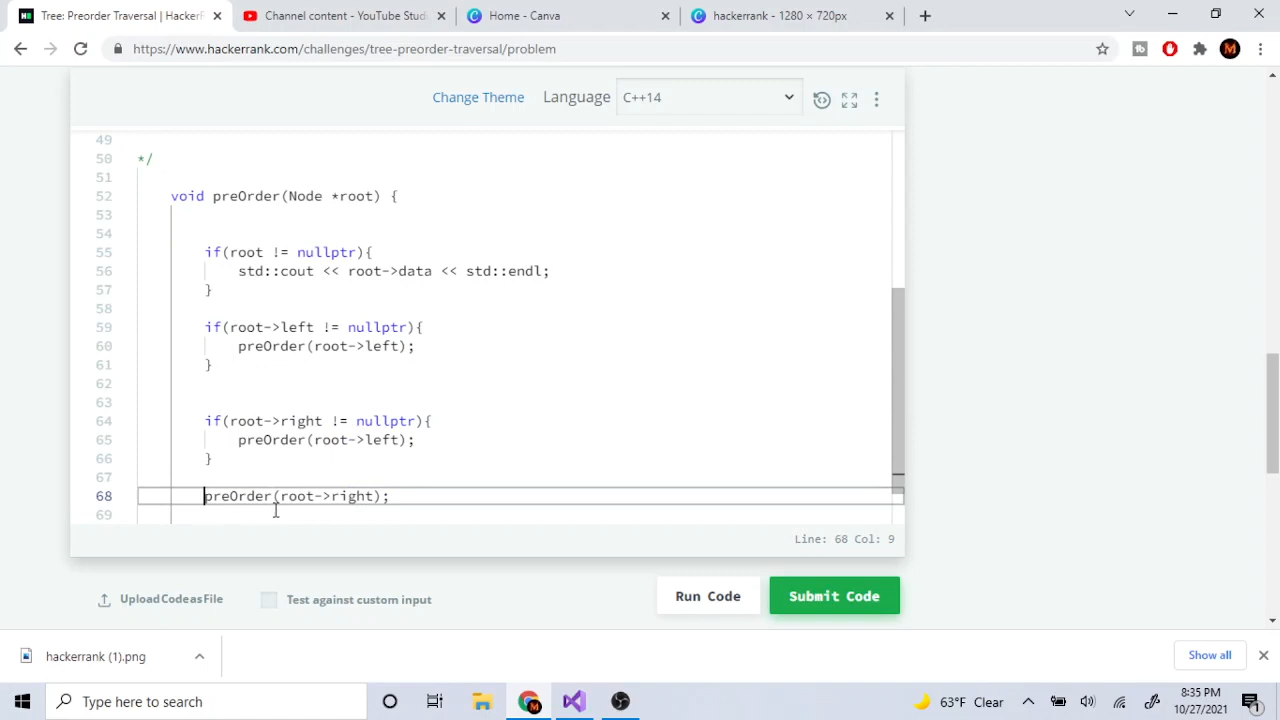 Tree: Preorder Traversal | HackerR
Channel content - YouTube Studi
Home - Canva
hackerrank - 1280 × 720px
https://www.hackerrank.com/challenges/tree-preorder-traversal/problem
M
Change Theme
Language
C++14
49
50 */
51
52 void preOrder(Node *root) {
53
54
55 if(root != nullptr){
56 std::cout << root->data << std::endl;
57 }
58
59 if(root->left != nullptr){
60 preOrder(root->left);
61 }
62
63
64 if(root->right != nullptr){
65 preOrder(root->left);
66 }
67
68 preOrder(root->right);
69
Line: 68 Col: 9
Upload Code as File
Test against custom input
Run Code
Submit Code
hackerrank (1).png
Show all
Type here to search
63°F Clear
8:35 PM
10/27/2021
1